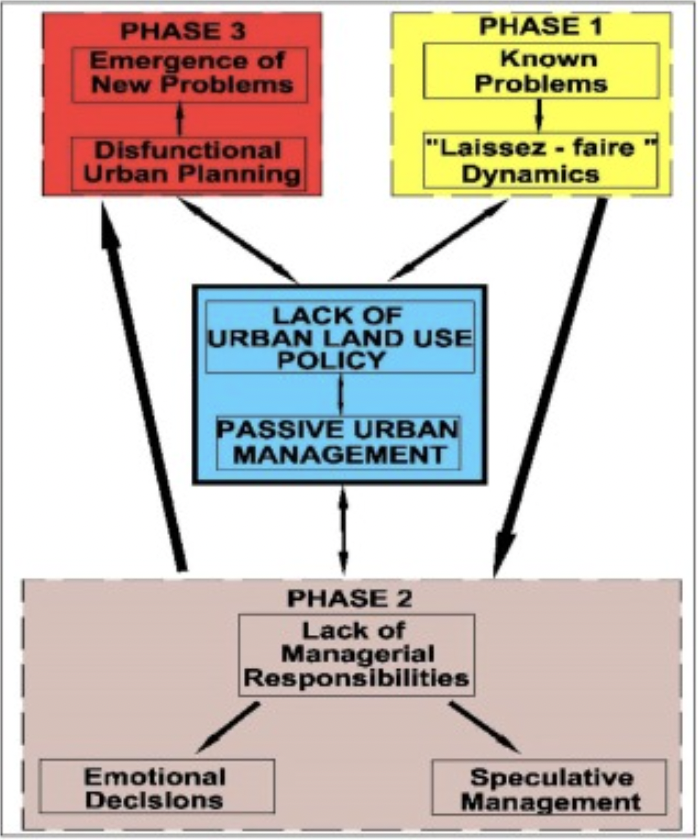 PHASE 3
Emergence of
New Problems
Disfunctional
Urban Planning
PHASE 1
Known
Problems
"Laissez - faire "
Dynamics
LACK OF
URBAN LAND USE
POLICY
PASSIVE URBAN
MANAGEMENT
PHASE 2
Lack of
Managerial
Responsibilities
Emotional
Decisions
Speculative
Management